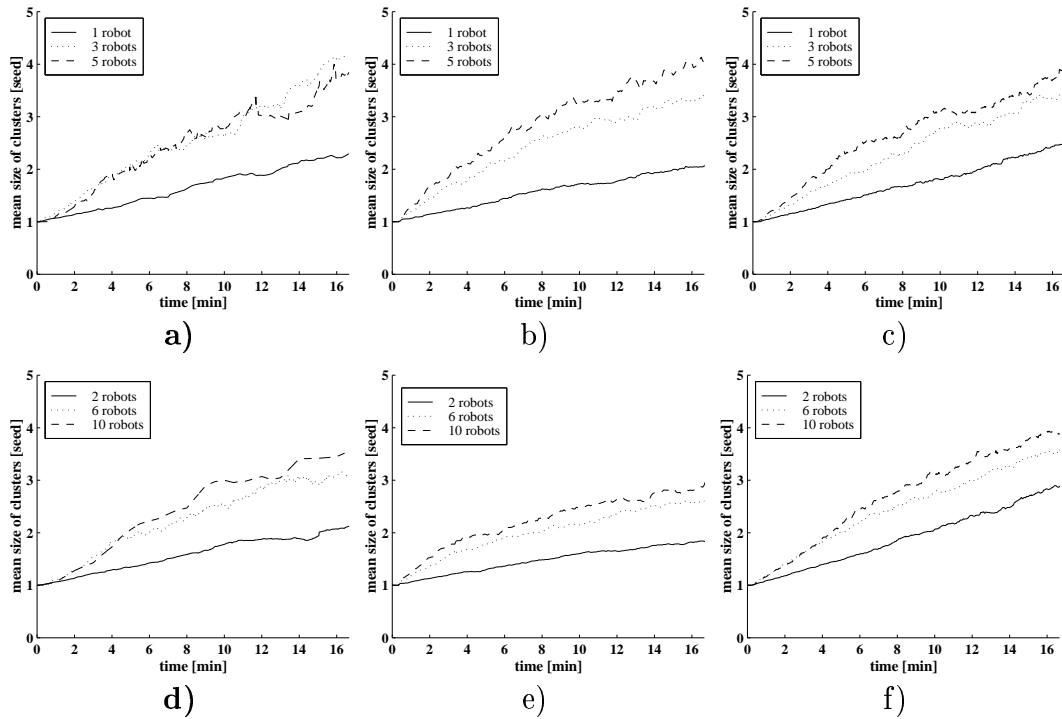 5
4
3
2
1
0
mean size of clusters [seed]
1 robot
3 robots
5 robots
0 2 4 6 8 10 12 14 16
time [min]
a)
5
4
3
2
1
0
mean size of clusters [seed]
1 robot
3 robots
5 robots
0 2 4 6 8 10 12 14 16
time [min]
b)
5
4
3
2
1
0
mean size of clusters [seed]
1 robot
3 robots
5 robots
0 2 4 6 8 10 12 14 16
time [min]
c)
5
4
3
2
1
0
mean size of clusters [seed]
2 robots
6 robots
10 robots
0 2 4 6 8 10 12 14 16
time [min]
d)
5
4
3
2
1
0
mean size of clusters [seed]
2 robots
6 robots
10 robots
0 2 4 6 8 10 12 14 16
time [min]
e)
5
4
3
2
1
0
mean size of clusters [seed]
2 robots
6 robots
10 robots
0 2 4 6 8 10 12 14 16
time [min]
f)